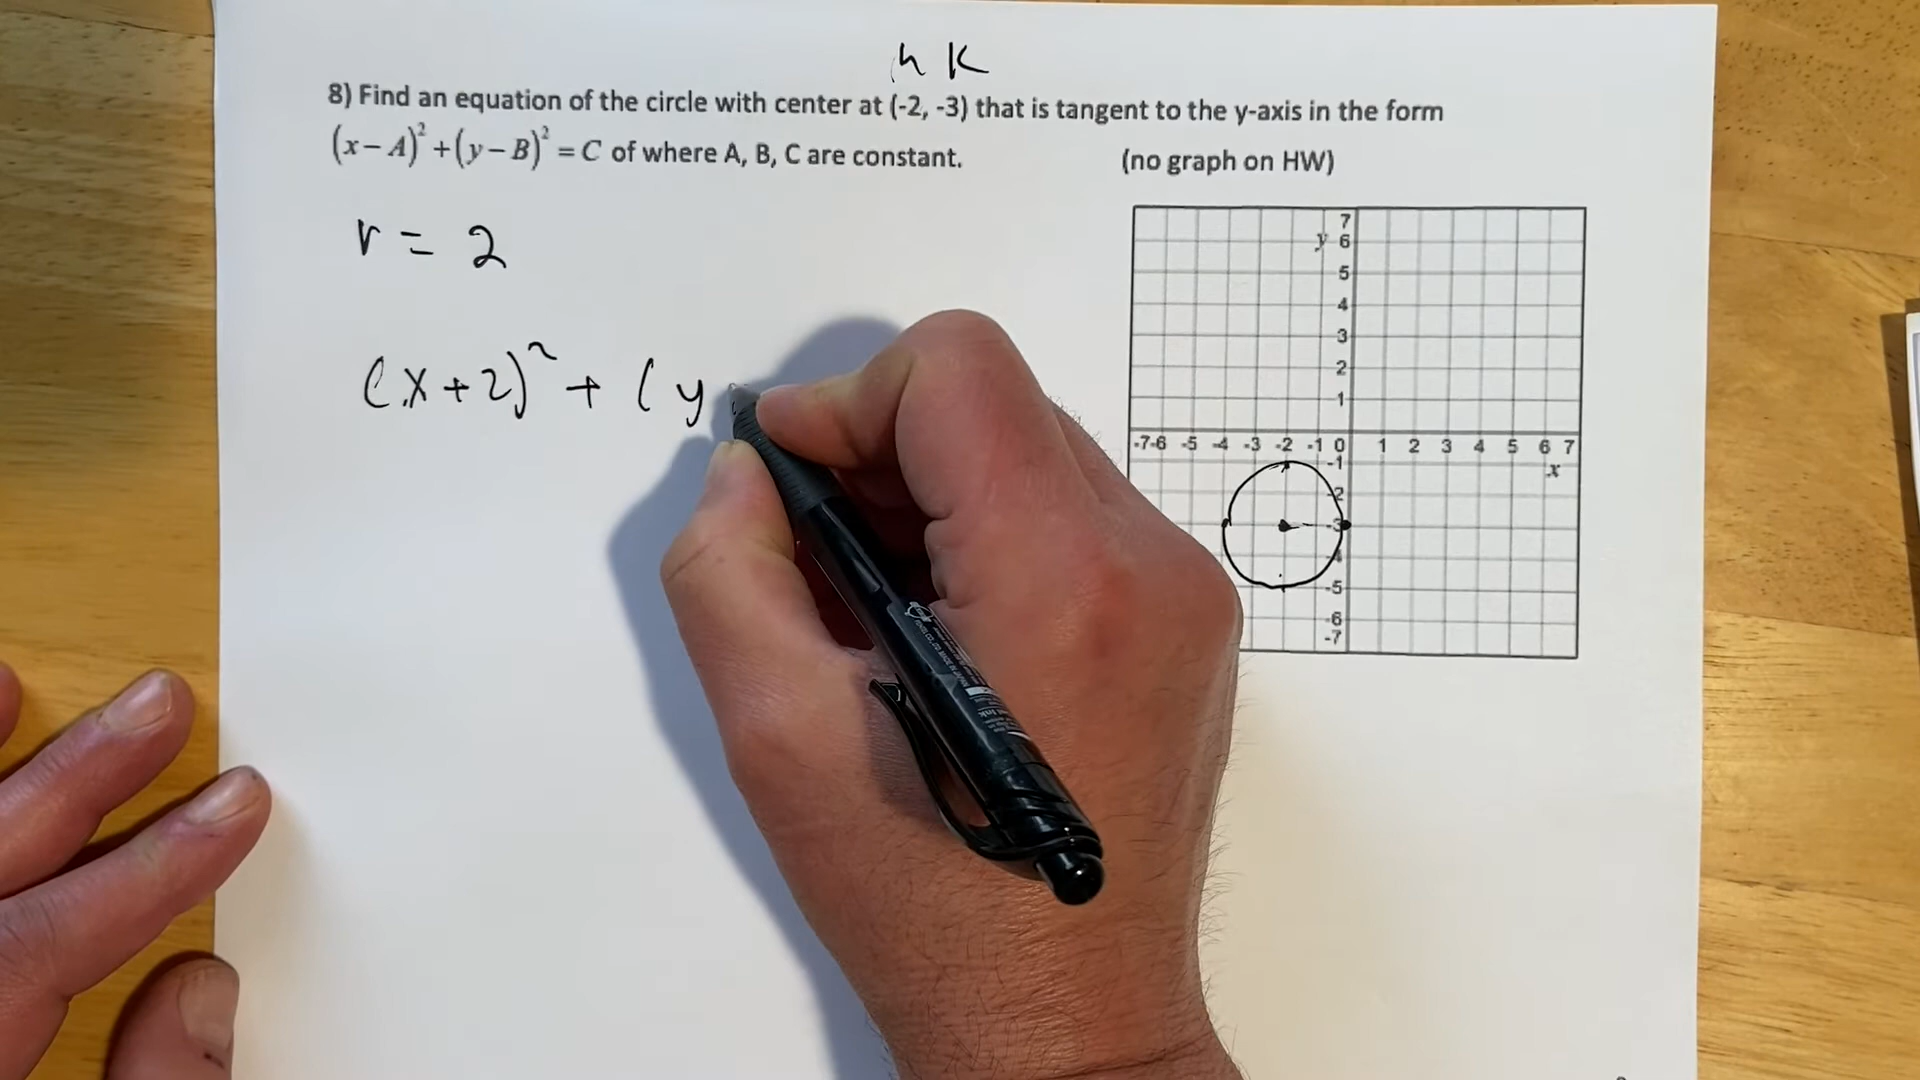 h K
8) Find an equation of the circle with center at (-2, -3) that is tangent to the y-axis in the form
(x-A)² + (y-B)² = C of where A, B, C are constant.
(no graph on HW)
r = 2
(x+2)² + (y
7
y 6
5
4
3
2
1
-7 -6 -5 -4 -3 -2 -1 0 1 2 3 4 5 6 7
-1
x
-2
-3
-4
-5
-6
-7